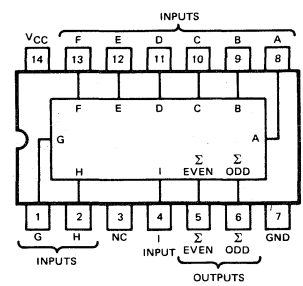 INPUTS
VCC F E D C B A
14 13 12 11 10 9 8
F E D C B
G A
H I Σ EVEN Σ ODD
1 2 3 4 5 6 7
G H NC I INPUT Σ EVEN Σ ODD GND
INPUTS OUTPUTS